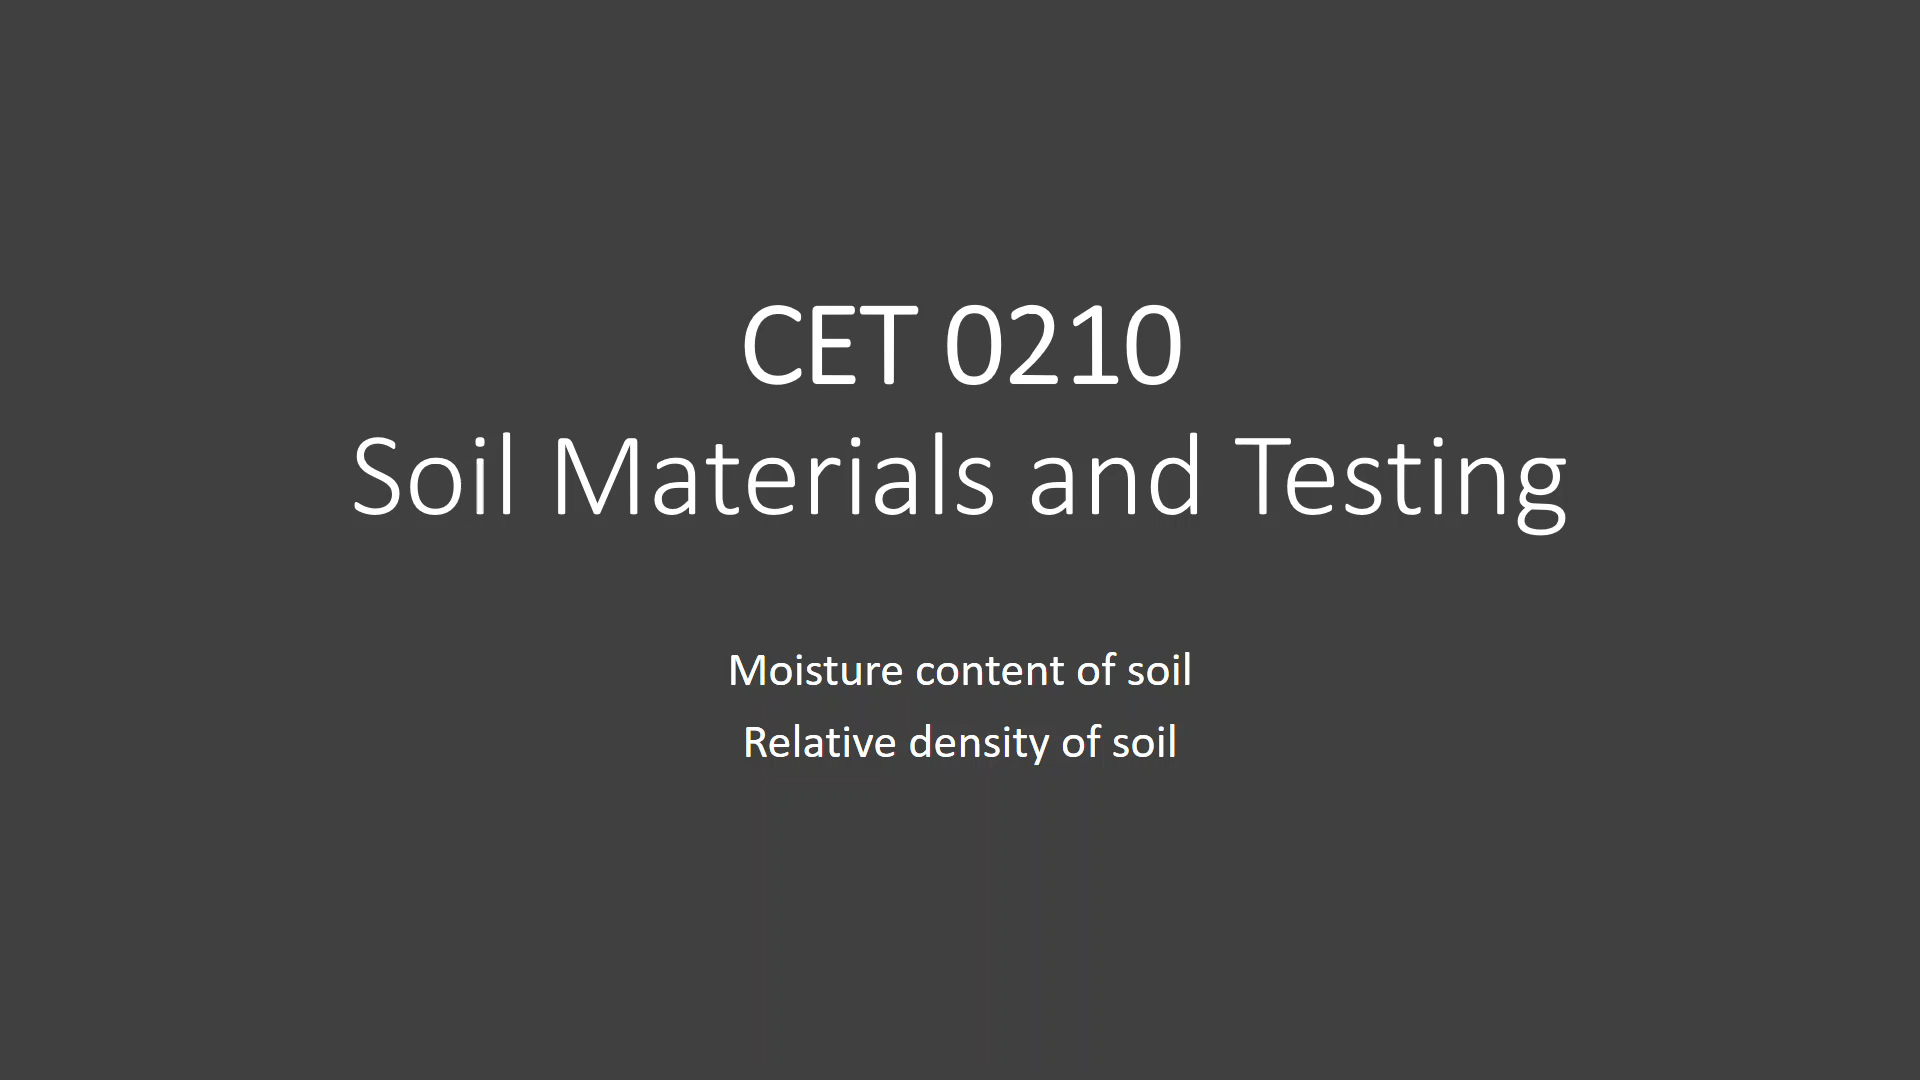 CET 0210
Soil Materials and Testing
Moisture content of soil
Relative density of soil